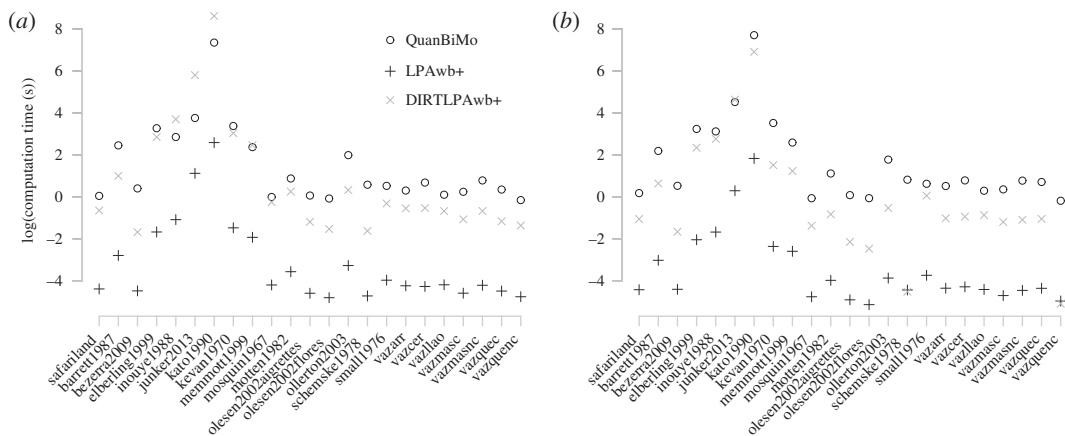 (a)
8
6
4
2
0
−2
−4
log(computation time (s))
QuanBiMo
LPAwb+
DIRTLPAwb+
safariland
barrett1987
bezerra2009
elberling1999
inouye1988
junker2013
kato1990
kevan1970
memmott1999
mosquin1967
motten1982
olesen2002aigrettes
olesen2002flores
ollerton2003
schemske1978
small1976
vazarr
vazcer
vazllao
vazmasc
vazmasnc
vazquec
vazquenc
(b)
8
6
4
2
0
−2
−4
safariland
barrett1987
bezerra2009
elberling1999
inouye1988
junker2013
kato1990
kevan1970
memmott1999
mosquin1967
motten1982
olesen2002aigrettes
olesen2002flores
ollerton2003
schemske1978
small1976
vazarr
vazcer
vazllao
vazmasc
vazmasnc
vazquec
vazquenc